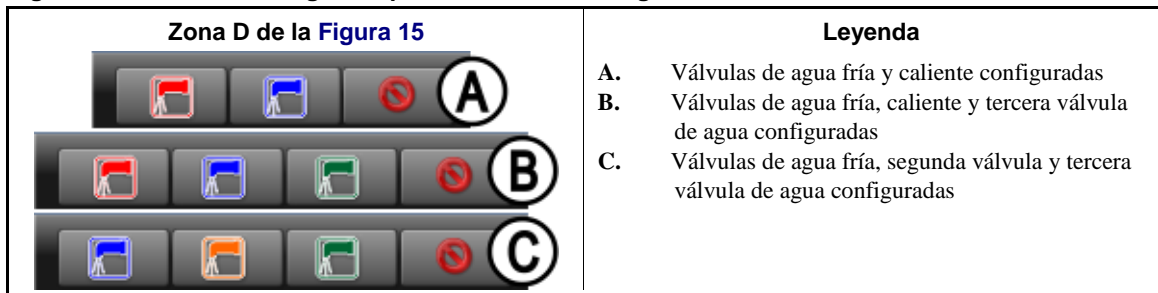 Zona D de la Figura 15
Leyenda
A
B
C
A. Válvulas de agua fría y caliente configuradas
B. Válvulas de agua fría, caliente y tercera válvula
de agua configuradas
C. Válvulas de agua fría, segunda válvula y tercera
válvula de agua configuradas